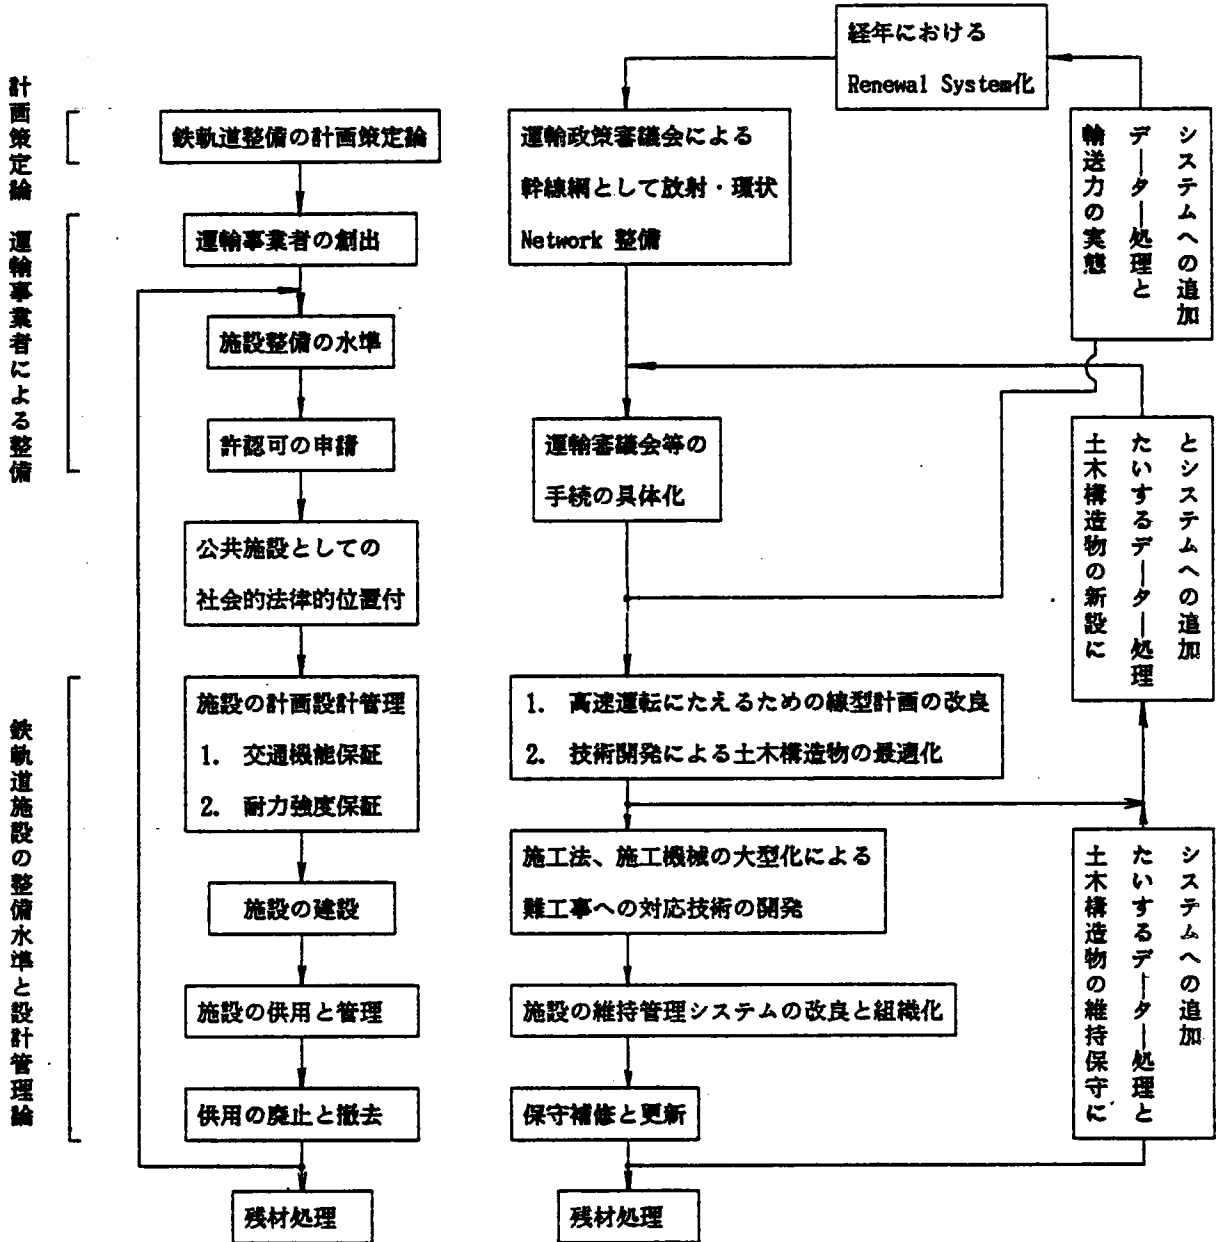 計画策定論
運輸事業者による整備
鉄軌道施設の整備水準と設計管理論
鉄軌道整備の計画策定論
運輸事業者の創出
施設整備の水準
許認可の申請
公共施設としての
社会的法律的位置付
施設の計画設計管理
1. 交通機能保証
2. 耐力強度保証
施設の建設
施設の供用と管理
供用の廃止と撤去
残材処理
経年における
Renewal System化
運輸政策審議会による
幹線網として放射・環状
Network 整備
運輸審議会等の
手続の具体化
1. 高速運転にたえるための線型計画の改良
2. 技術開発による土木構造物の最適化
施工法、施工機械の大型化による
難工事への対応技術の開発
施設の維持管理システムの改良と組織化
保守補修と更新
残材処理
輸送力の実態
データー処理と
システムへの追加
土木構造物の新設に
たいするデーター処理
とシステムへの追加
土木構造物の維持保守に
たいするデーター処理と
システムへの追加